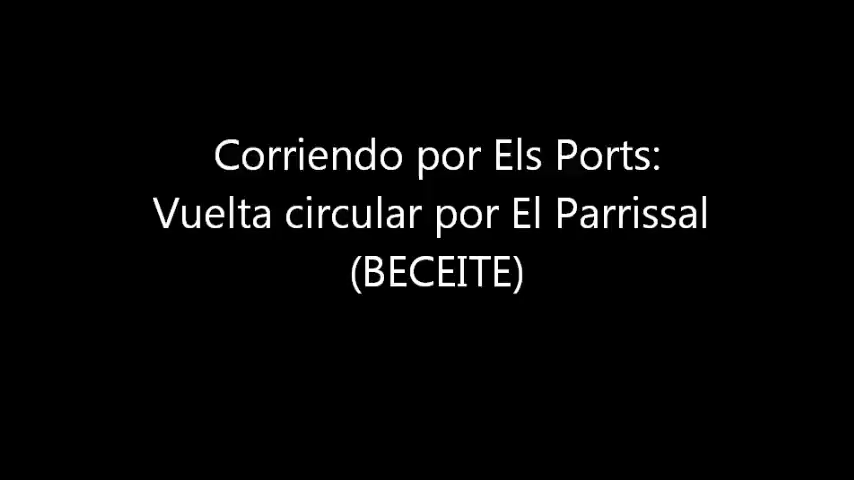 Corriendo por Els Ports:
Vuelta circular por El Parrissal
(BECEITE)